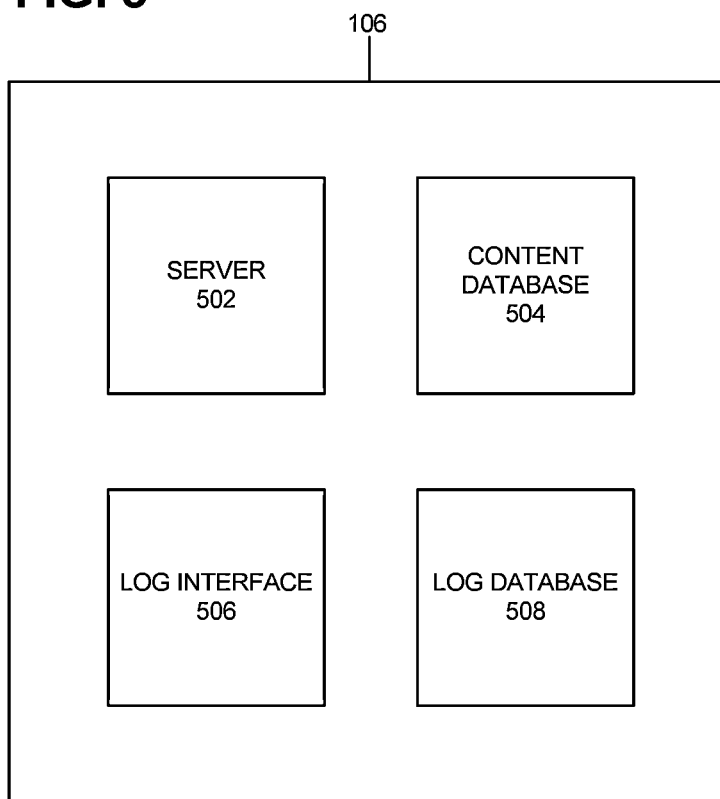 106
SERVER
502
CONTENT
DATABASE
504
LOG INTERFACE
506
LOG DATABASE
508